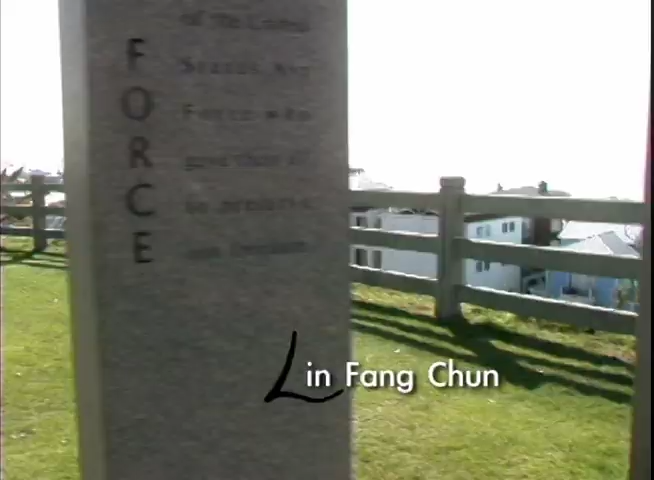 FORCE
of the United
States Air
Force who
gave their all
to preserve
our freedom
Lin Fang Chun